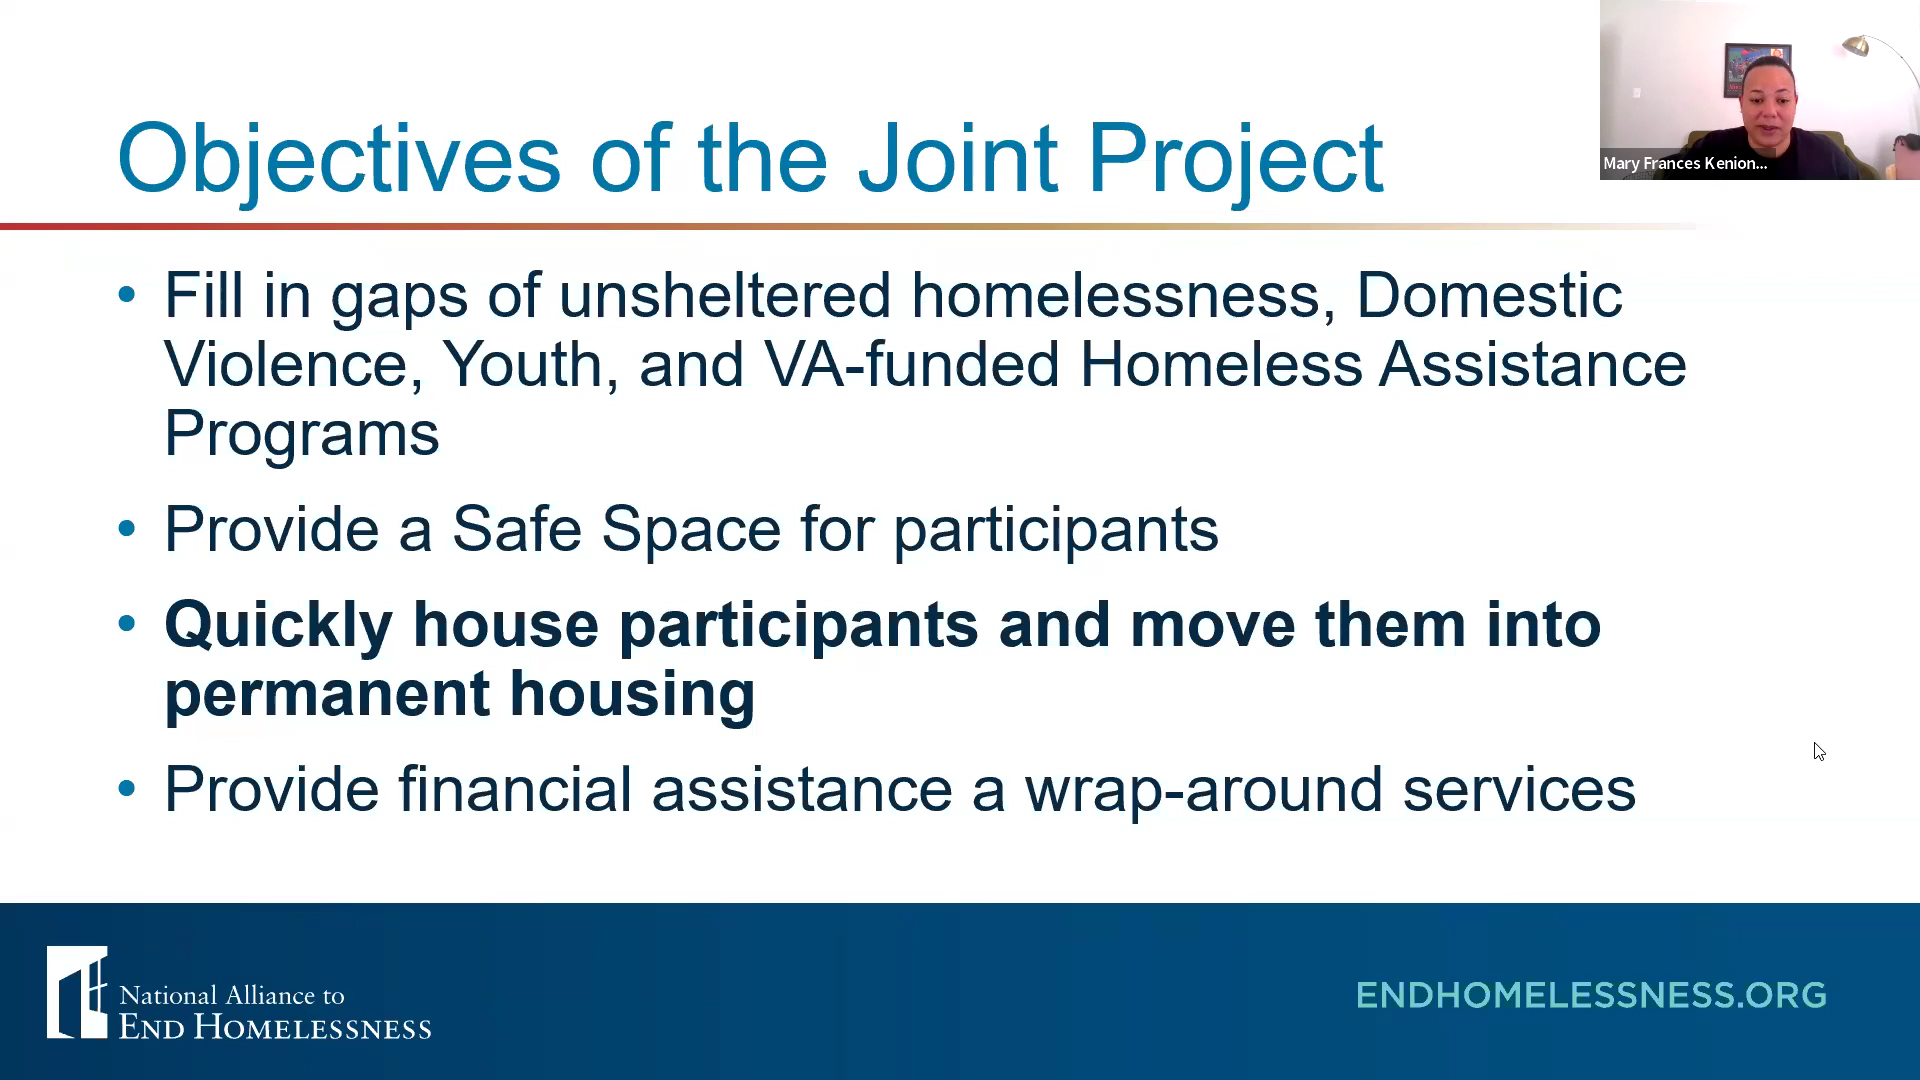 Objectives of the Joint Project
Mary Frances Kenion...
• Fill in gaps of unsheltered homelessness, Domestic
Violence, Youth, and VA-funded Homeless Assistance
Programs
• Provide a Safe Space for participants
• Quickly house participants and move them into
permanent housing
• Provide financial assistance a wrap-around services
National Alliance to
END HOMELESSNESS
ENDHOMELESSNESS.ORG